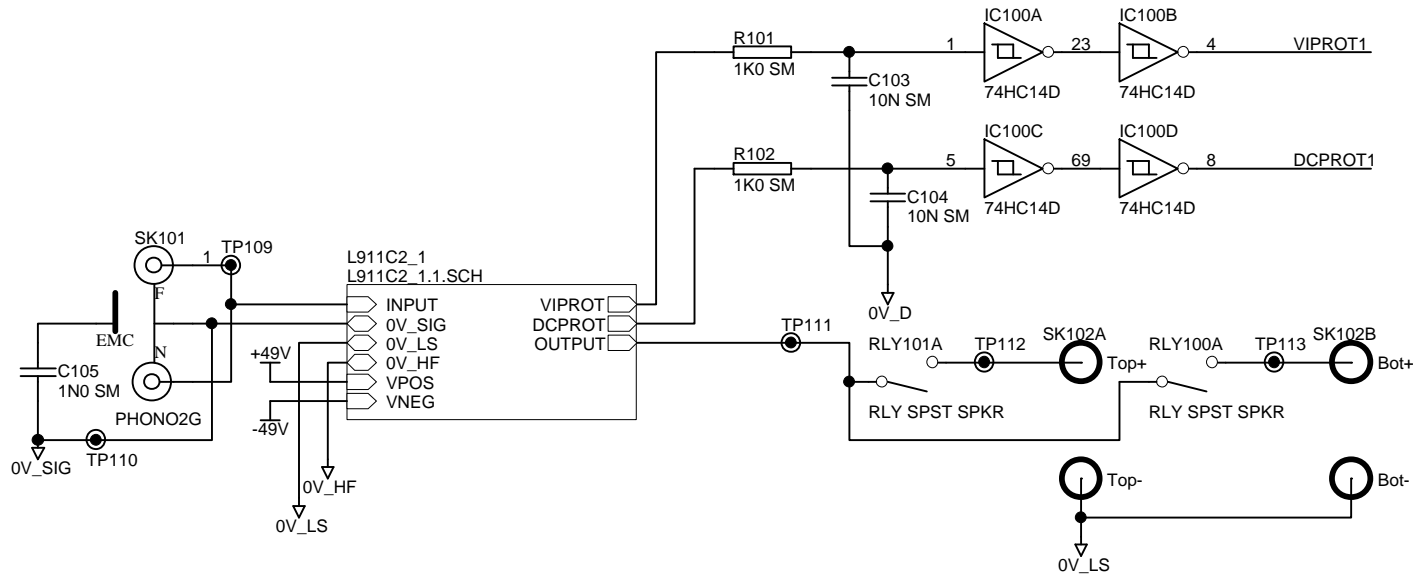 IC100A
IC100B
R101
1
23
4
VIPROT1
1K0 SM
C103
10N SM
74HC14D
74HC14D
IC100C
IC100D
R102
5
69
8
DCPROT1
1K0 SM
C104
10N SM
74HC14D
74HC14D
SK101
1
TP109
F
EMC
N
C105
1N0 SM
PHONO2G
TP110
0V_SIG
L911C2_1
L911C2_1.1.SCH
INPUT
0V_SIG
0V_LS
0V_HF
VPOS
VNEG
VIPROT
DCPROT
OUTPUT
+49V
-49V
0V_HF
0V_LS
0V_D
TP111
RLY101A
TP112
SK102A
Top+
RLY SPST SPKR
RLY100A
TP113
SK102B
Bot+
RLY SPST SPKR
Top-
Bot-
0V_LS